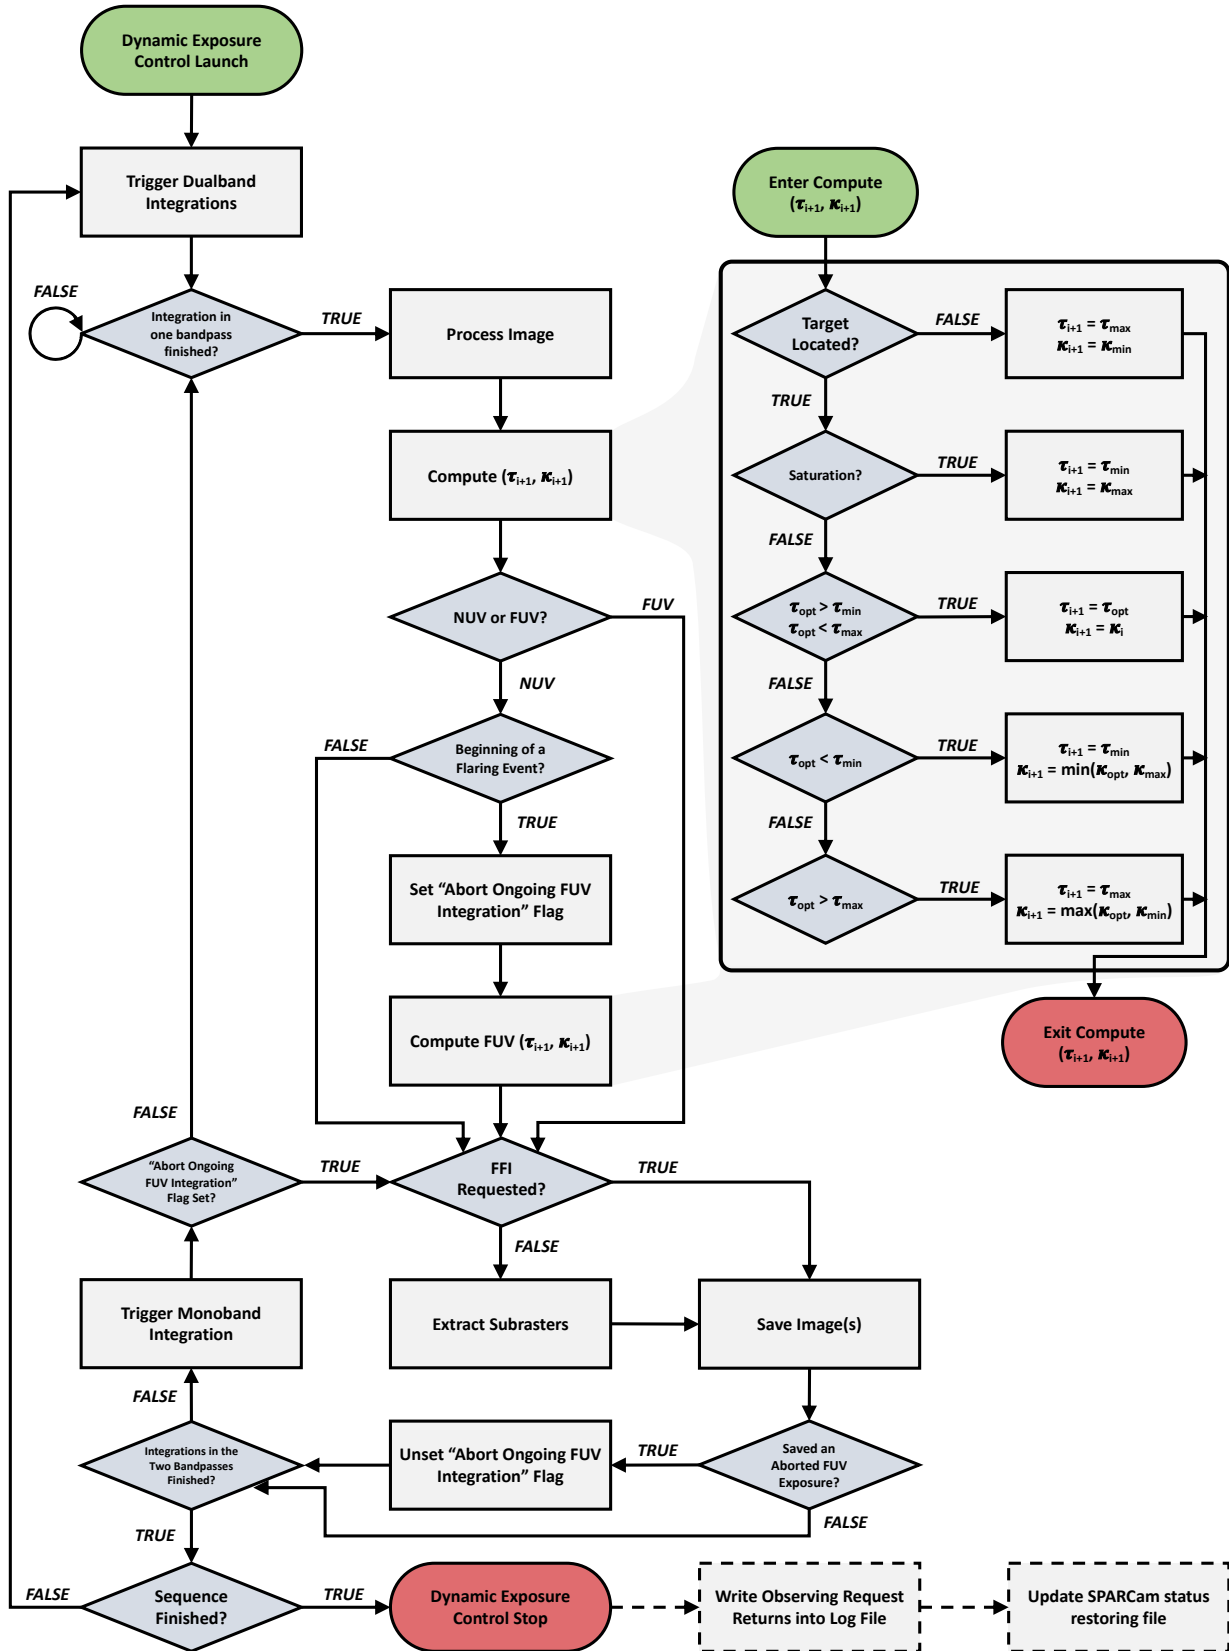 Dynamic Exposure
Control Launch
Trigger Dualband
Integrations
FALSE
Integration in
one bandpass
finished?
TRUE
Process Image
Compute (τi+1, κi+1)
NUV or FUV?
FUV
NUV
Beginning of a
Flaring Event?
FALSE
TRUE
Set “Abort Ongoing FUV
Integration” Flag
Compute FUV (τi+1, κi+1)
FALSE
“Abort Ongoing
FUV Integration”
Flag Set?
TRUE
FFI
Requested?
TRUE
FALSE
Trigger Monoband
Integration
Extract Subrasters
Save Image(s)
FALSE
Integrations in the
Two Bandpasses
Finished?
Unset “Abort Ongoing FUV
Integration” Flag
TRUE
Saved an
Aborted FUV
Exposure?
FALSE
TRUE
FALSE
Sequence
Finished?
TRUE
Dynamic Exposure
Control Stop
Write Observing Request
Returns into Log File
Update SPARCam status
restoring file
Enter Compute
(τi+1, κi+1)
Target
Located?
FALSE
τi+1 = τmax
κi+1 = κmin
TRUE
Saturation?
TRUE
τi+1 = τmin
κi+1 = κmax
FALSE
τopt > τmin
τopt < τmax
TRUE
τi+1 = τopt
κi+1 = κi
FALSE
τopt < τmin
TRUE
τi+1 = τmin
κi+1 = min(κopt, κmax)
FALSE
τopt > τmax
TRUE
τi+1 = τmax
κi+1 = max(κopt, κmin)
Exit Compute
(τi+1, κi+1)